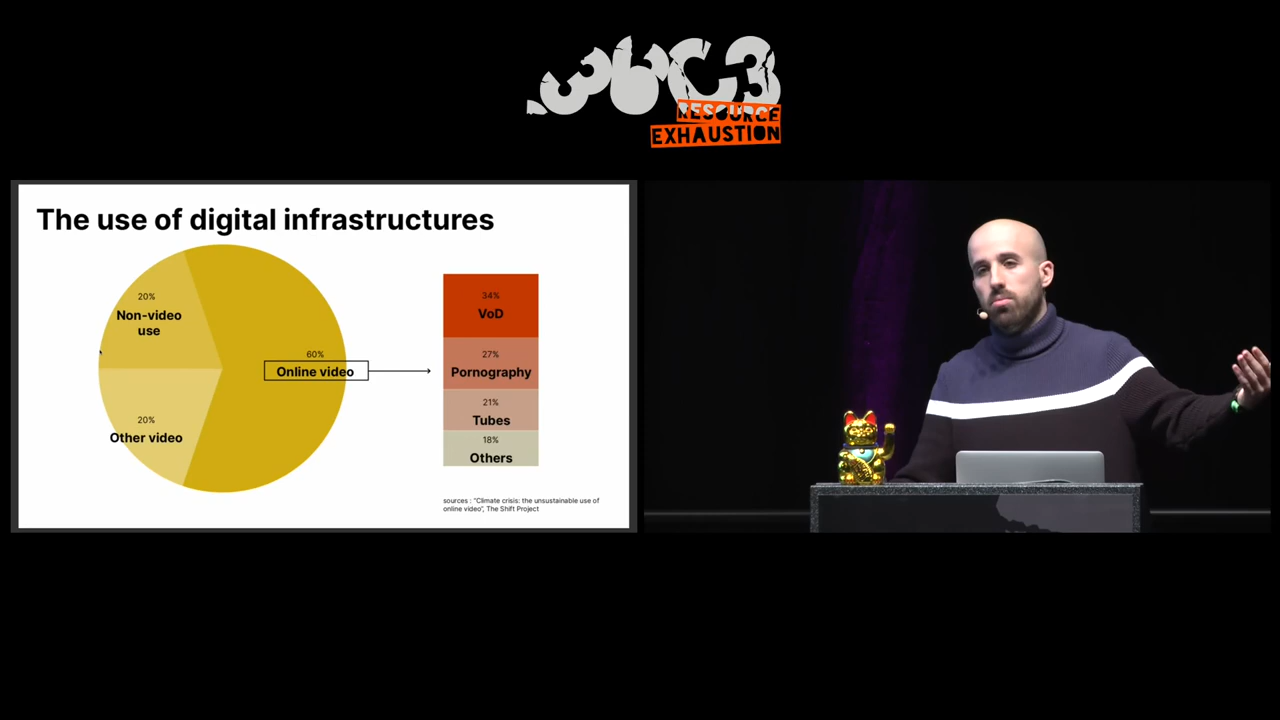 36C3
RESOURCE
EXHAUSTION
The use of digital infrastructures
20%
Non-video
use
60%
Online video
20%
Other video
34%
VoD
27%
Pornography
21%
Tubes
18%
Others
sources : "Climate crisis: the unsustainable use of
online video", The Shift Project